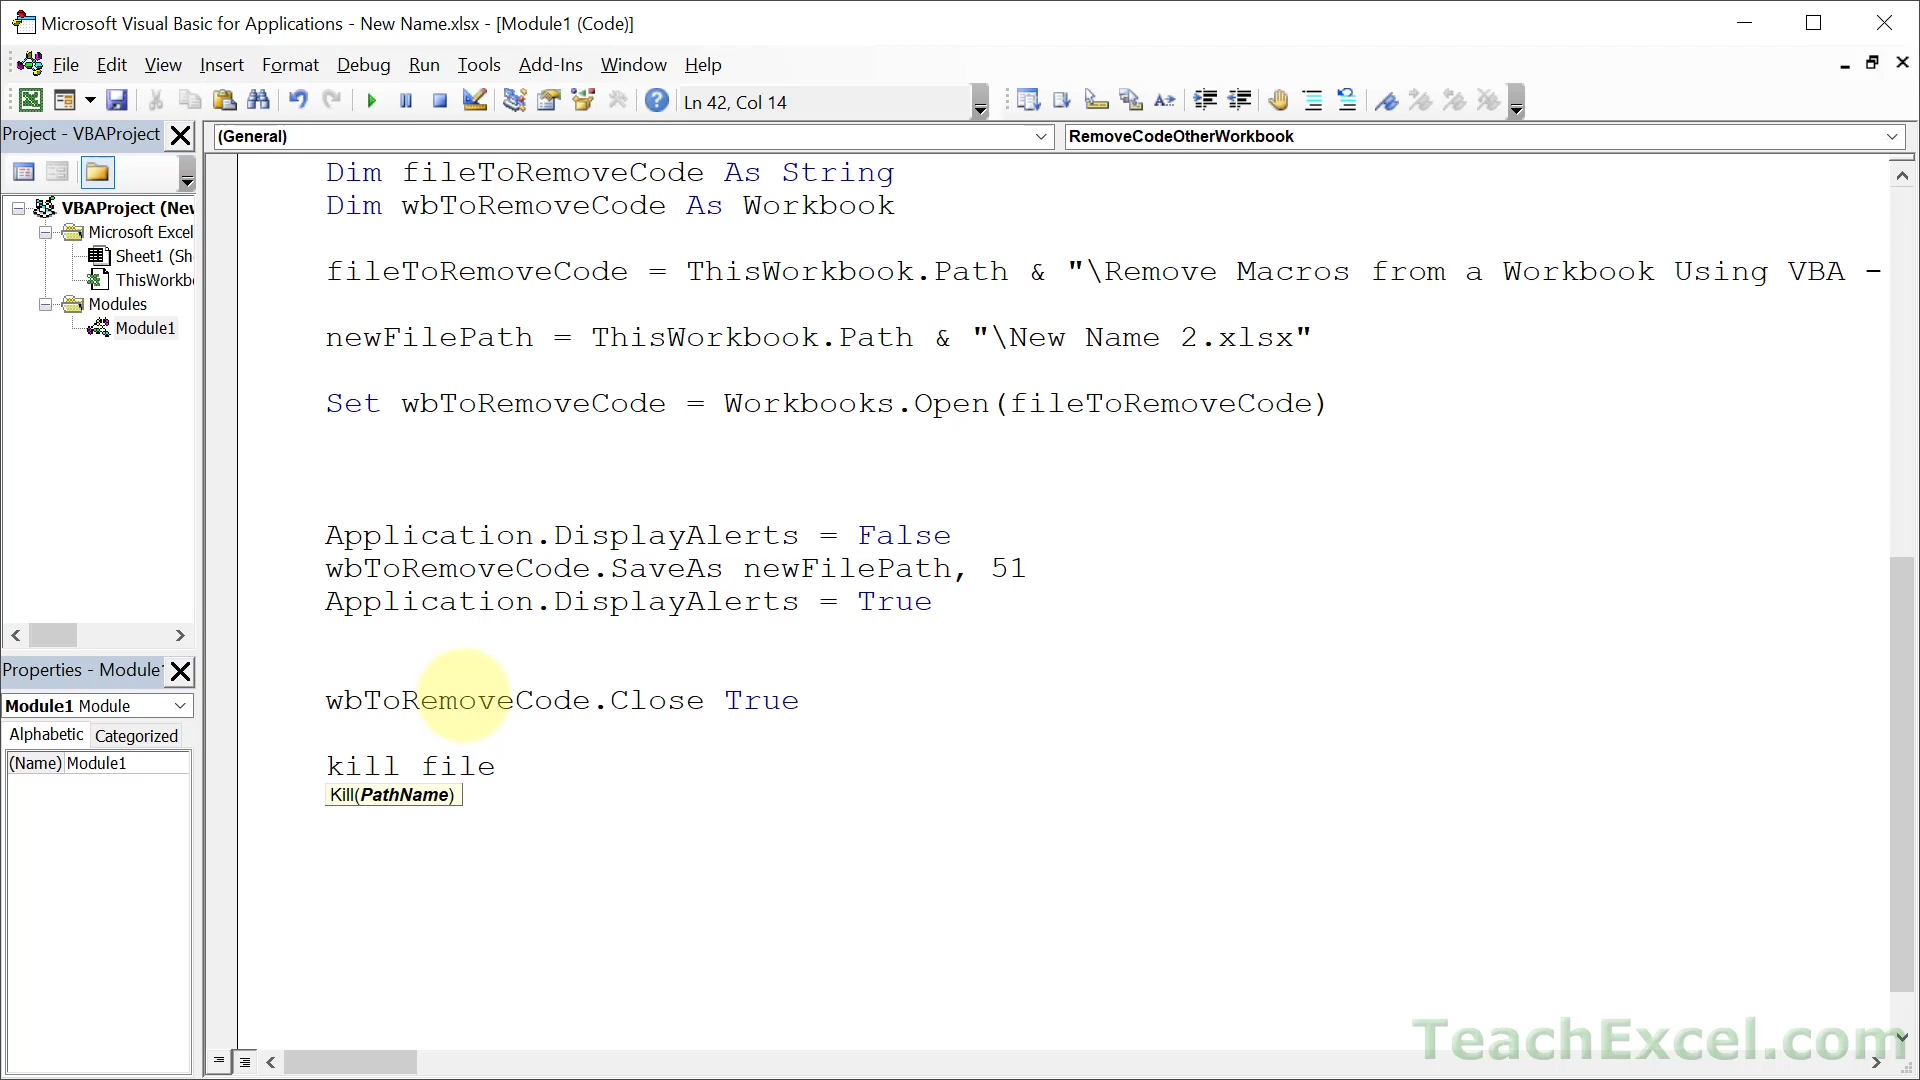 Microsoft Visual Basic for Applications - New Name.xlsx - [Module1 (Code)]
File Edit View Insert Format Debug Run Tools Add-Ins Window Help
Ln 42, Col 14
Project - VBAProject
(General) RemoveCodeOtherWorkbook
VBAProject (New
Microsoft Excel
Sheet1 (Sh
ThisWorkb
Modules
Module1
Dim fileToRemoveCode As String
Dim wbToRemoveCode As Workbook
fileToRemoveCode = ThisWorkbook.Path & "\Remove Macros from a Workbook Using VBA -
newFilePath = ThisWorkbook.Path & "\New Name 2.xlsx"
Set wbToRemoveCode = Workbooks.Open(fileToRemoveCode)
Application.DisplayAlerts = False
wbToRemoveCode.SaveAs newFilePath, 51
Application.DisplayAlerts = True
wbToRemoveCode.Close True
kill file
Kill(PathName)
Properties - Module1
Module1 Module
Alphabetic Categorized
(Name) Module1
TeachExcel.com